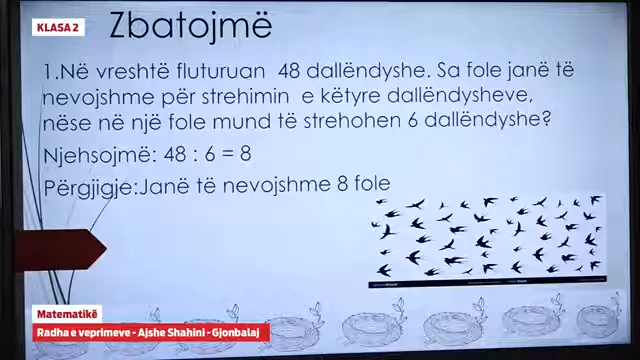 KLASA 2
Zbatojmë
1.Në vreshtë fluturuan 48 dallëndyshe. Sa fole janë të
nevojshme për strehimin e këtyre dallëndysheve,
nëse në një fole mund të strehohen 6 dallëndyshe?
Njehsojmë: 48 : 6 = 8
Përgjigje:Janë të nevojshme 8 fole
Matematikë
Radha e veprimeve - Ajshe Shahini - Gjonbalaj